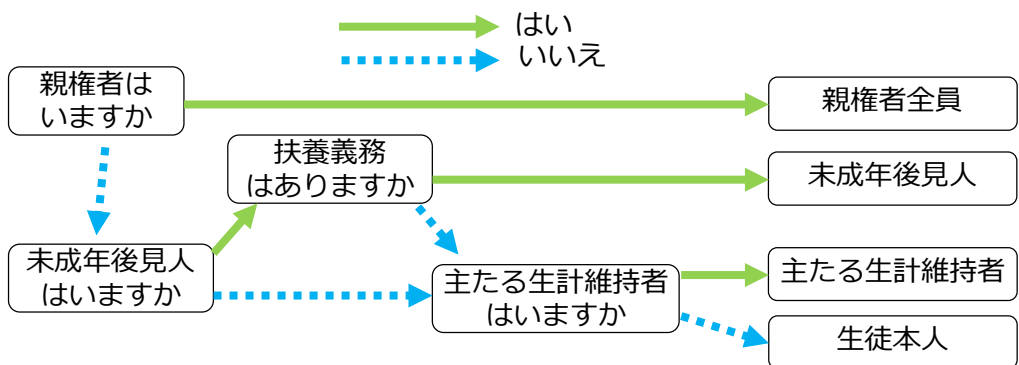 はい
いいえ
親権者は
いますか
親権者全員
扶養義務
はありますか
未成年後見人
未成年後見人
はいますか
主たる生計維持者
はいますか
主たる生計維持者
生徒本人